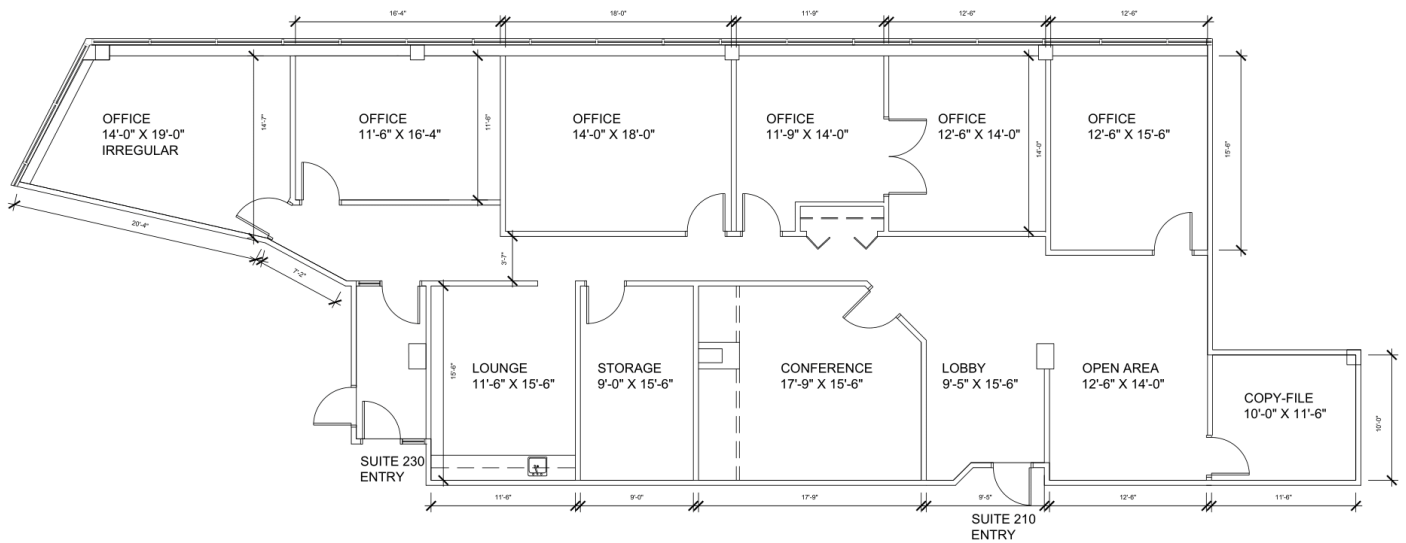 16'-4"
18'-0"
11'-9"
12'-6"
12'-6"
OFFICE
14'-0" X 19'-0"
IRREGULAR
14'-7"
OFFICE
11'-6" X 16'-4"
11'-6"
OFFICE
14'-0" X 18'-0"
OFFICE
11'-9" X 14'-0"
OFFICE
12'-6" X 14'-0"
14'-0"
OFFICE
12'-6" X 15'-6"
15'-6"
20'-4"
7'-2"
3'-7"
15'-6"
LOUNGE
11'-6" X 15'-6"
STORAGE
9'-0" X 15'-6"
CONFERENCE
17'-9" X 15'-6"
LOBBY
9'-5" X 15'-6"
OPEN AREA
12'-6" X 14'-0"
COPY-FILE
10'-0" X 11'-6"
10'-0"
SUITE 230
ENTRY
11'-6"
9'-0"
17'-9"
9'-5"
12'-6"
11'-6"
SUITE 210
ENTRY